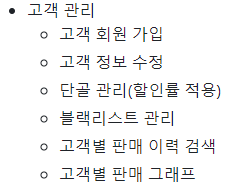 고객 관리
고객 회원 가입
고객 정보 수정
단골 관리(할인률 적용)
블랙리스트 관리
고객별 판매 이력 검색
고객별 판매 그래프